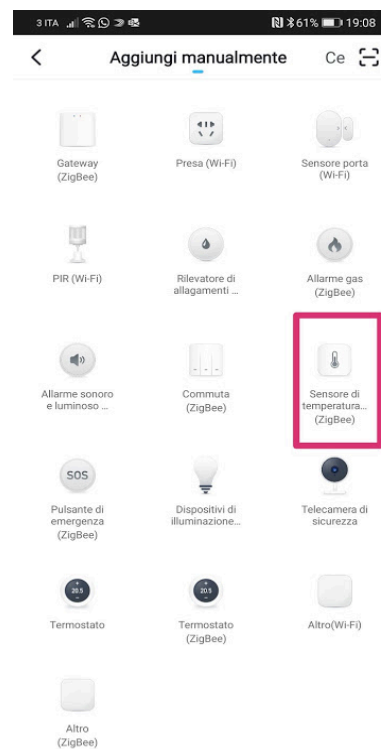 3 ITA
61% 19:08
Aggiungi manualmente Ce
Gateway
(ZigBee)
Presa (Wi-Fi)
Sensore porta
(Wi-Fi)
PIR (Wi-Fi)
Rilevatore di
allagamenti ...
Allarme gas
(ZigBee)
Allarme sonoro
e luminoso ...
Commuta
(ZigBee)
Sensore di
temperatura...
(ZigBee)
SOS
Pulsante di
emergenza
(ZigBee)
Dispositivi di
illuminazione...
Telecamera di
sicurezza
20.5
Termostato
20.5
Termostato
(ZigBee)
Altro(Wi-Fi)
Altro
(ZigBee)